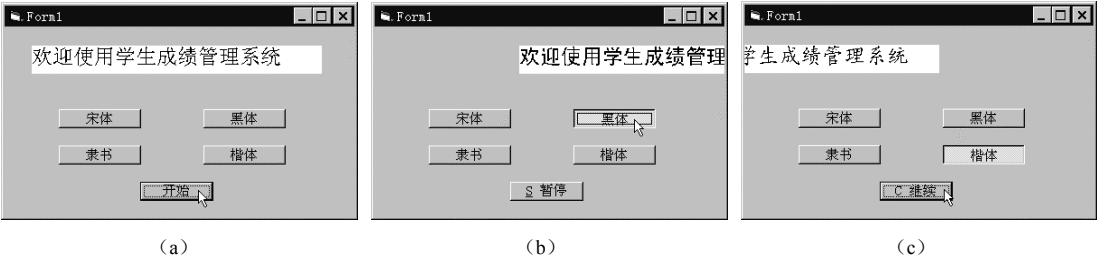 Form1
欢迎使用学生成绩管理系统
宋体 黑体
隶书 楷体
开始
(a)
Form1
欢迎使用学生成绩管理
宋体 黑体
隶书 楷体
S 暂停
(b)
Form1
学生成绩管理系统
宋体 黑体
隶书 楷体
C 继续
(c)